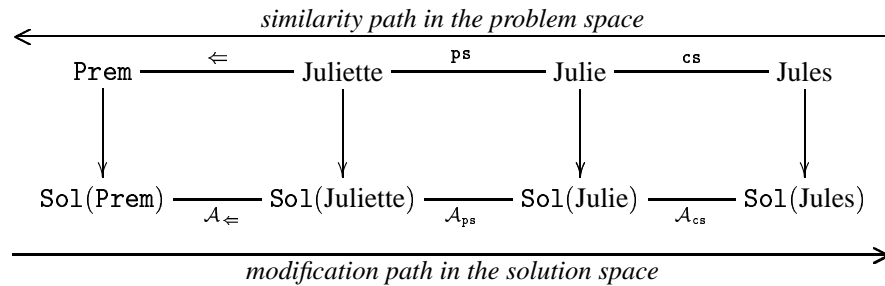 similarity path in the problem space
⇐ ps cs
Prem Juliette Julie Jules
Sol(Prem) Sol(Juliette) Sol(Julie) Sol(Jules)
𝒜⇐ 𝒜ps 𝒜cs
modification path in the solution space